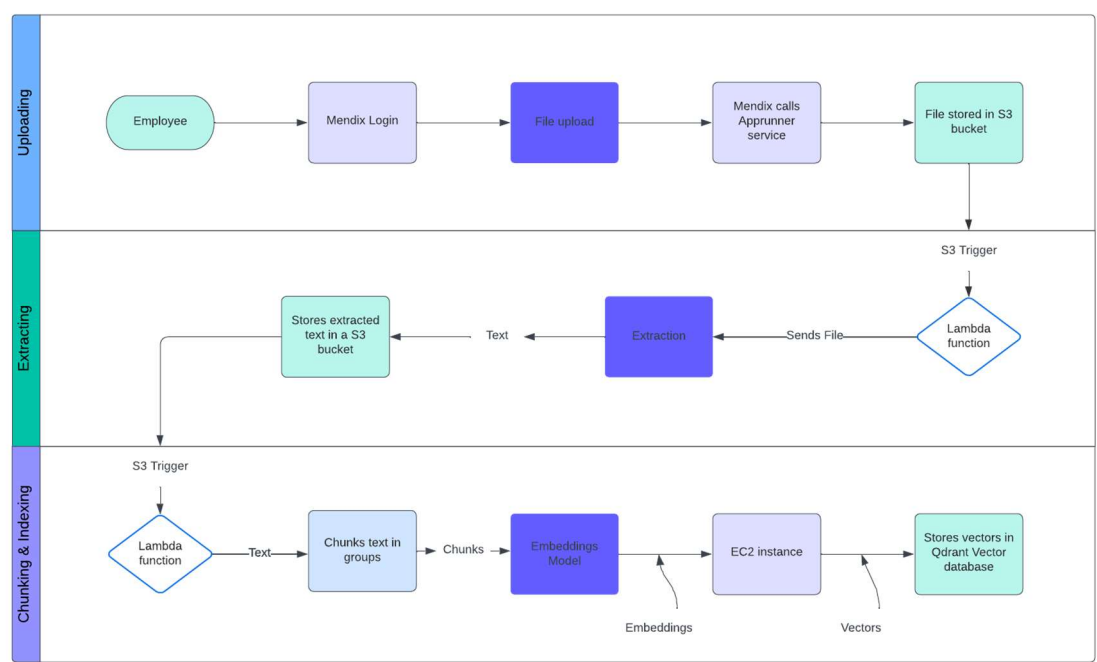 Uploading
Employee
Mendix Login
File upload
Mendix calls
Apprunner
service
File stored in S3
bucket
Extracting
S3 Trigger
Lambda
function
Sends File
Extraction
Text
Stores extracted
text in a S3
bucket
Chunking & Indexing
S3 Trigger
Lambda
function
Text
Chunks text in
groups
Chunks
Embeddings
Model
Embeddings
EC2 instance
Vectors
Stores vectors in
Qdrant Vector
database